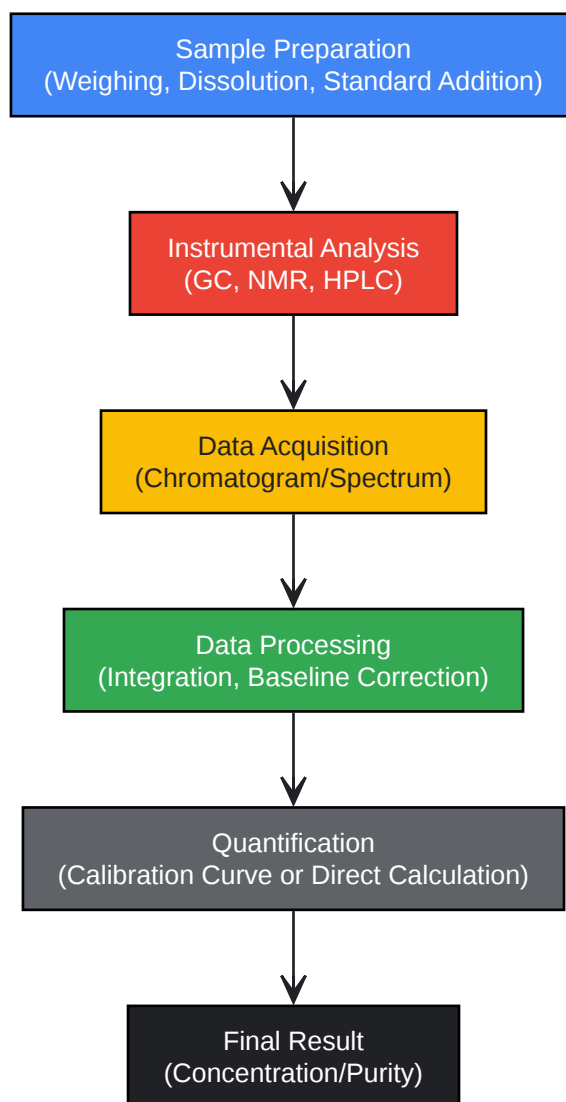 Sample Preparation
(Weighing, Dissolution, Standard Addition)
Instrumental Analysis
(GC, NMR, HPLC)
Data Acquisition
(Chromatogram/Spectrum)
Data Processing
(Integration, Baseline Correction)
Quantification
(Calibration Curve or Direct Calculation)
Final Result
(Concentration/Purity)